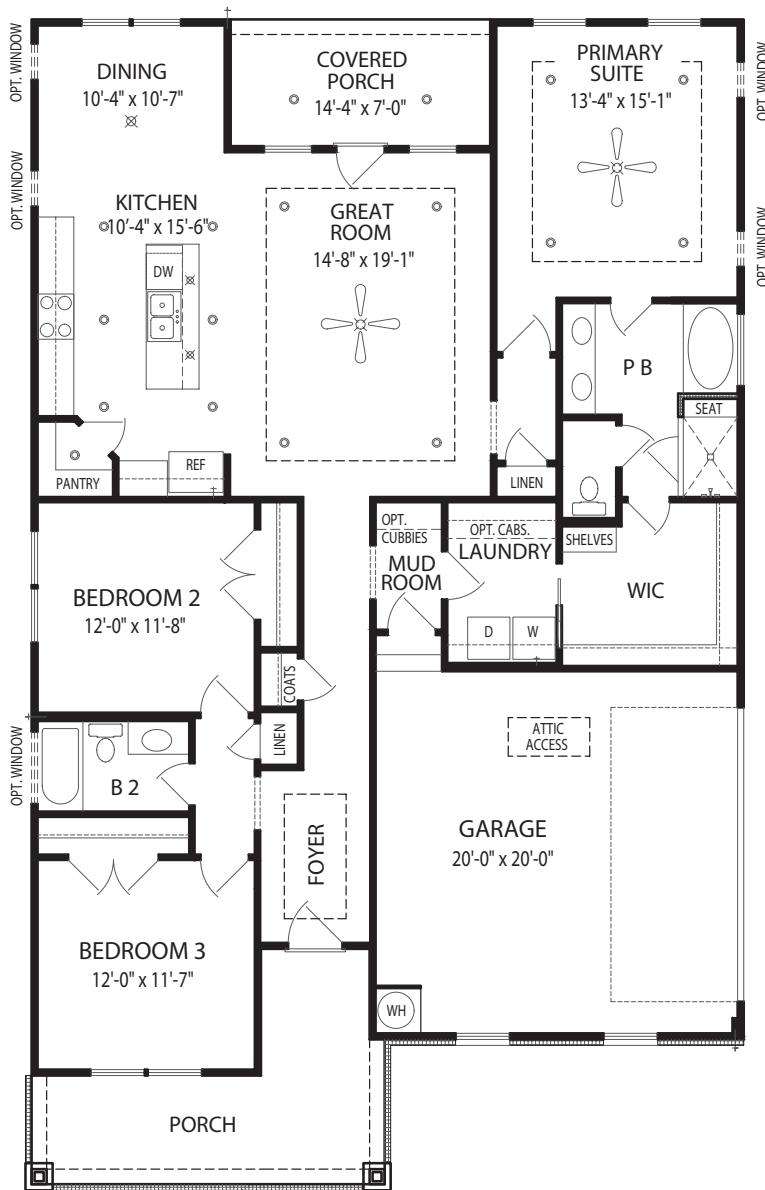 OPT. WINDOW
DINING
10'-4" x 10'-7"
COVERED
PORCH
14'-4" x 7'-0"
PRIMARY
SUITE
13'-4" x 15'-1"
OPT. WINDOW
OPT. WINDOW
KITCHEN
10'-4" x 15'-6"
GREAT
ROOM
14'-8" x 19'-1"
OPT. WINDOW
DW
P B
SEAT
REF
PANTRY
LINEN
OPT.
CUBBIES
MUD
ROOM
OPT. CABS.
LAUNDRY
SHELVES
WIC
BEDROOM 2
12'-0" x 11'-8"
D
W
COATS
LINEN
OPT. WINDOW
B 2
ATTIC
ACCESS
GARAGE
20'-0" x 20'-0"
FOYER
BEDROOM 3
12'-0" x 11'-7"
WH
PORCH